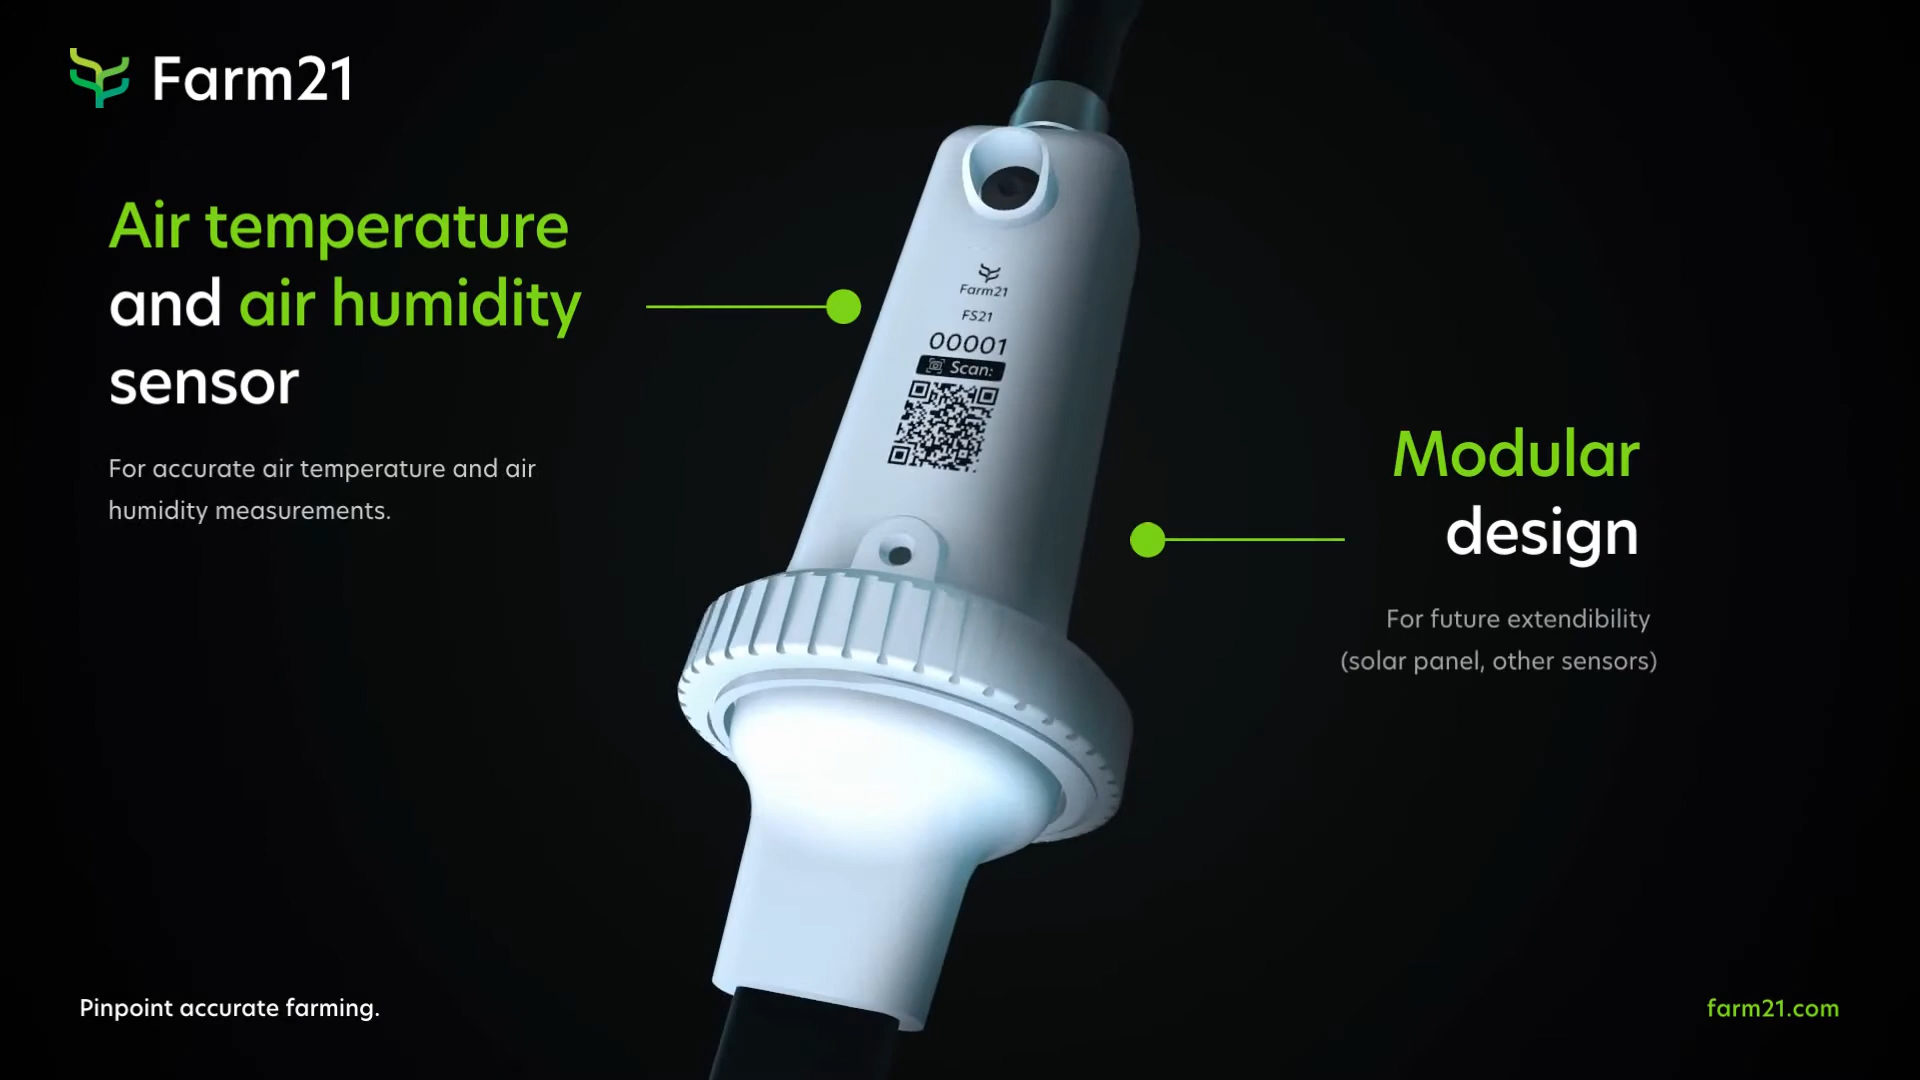 Farm21
Air temperature
and air humidity
sensor
For accurate air temperature and air
humidity measurements.
Farm21
FS21
00001
Scan:
Modular
design
For future extendibility
(solar panel, other sensors)
Pinpoint accurate farming.
farm21.com